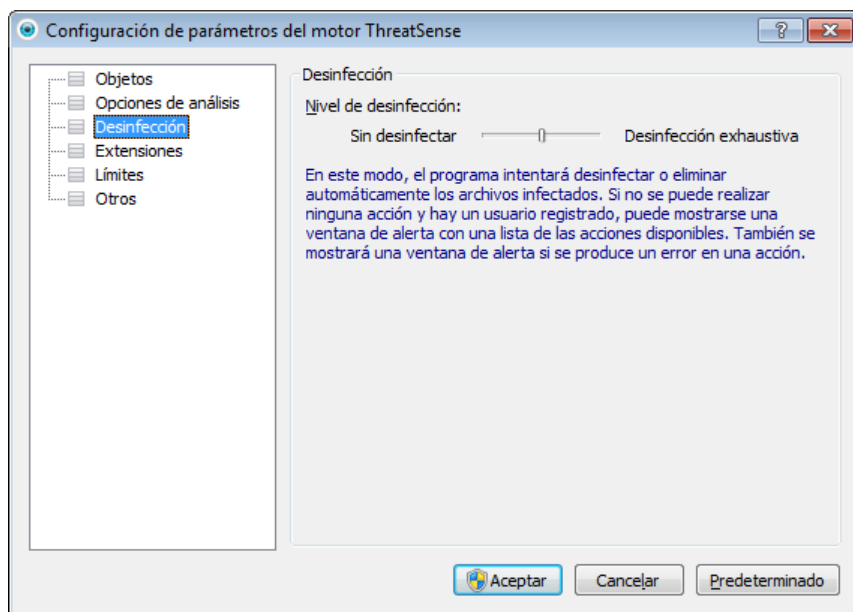 Configuración de parámetros del motor ThreatSense
Objetos
Opciones de análisis
Desinfección
Extensiones
Límites
Otros
Desinfección
Nivel de desinfección:
Sin desinfectar
Desinfección exhaustiva
En este modo, el programa intentará desinfectar o eliminar
automáticamente los archivos infectados. Si no se puede realizar
ninguna acción y hay un usuario registrado, puede mostrarse una
ventana de alerta con una lista de las acciones disponibles. También se
mostrará una ventana de alerta si se produce un error en una acción.
Aceptar
Cancelar
Predeterminado